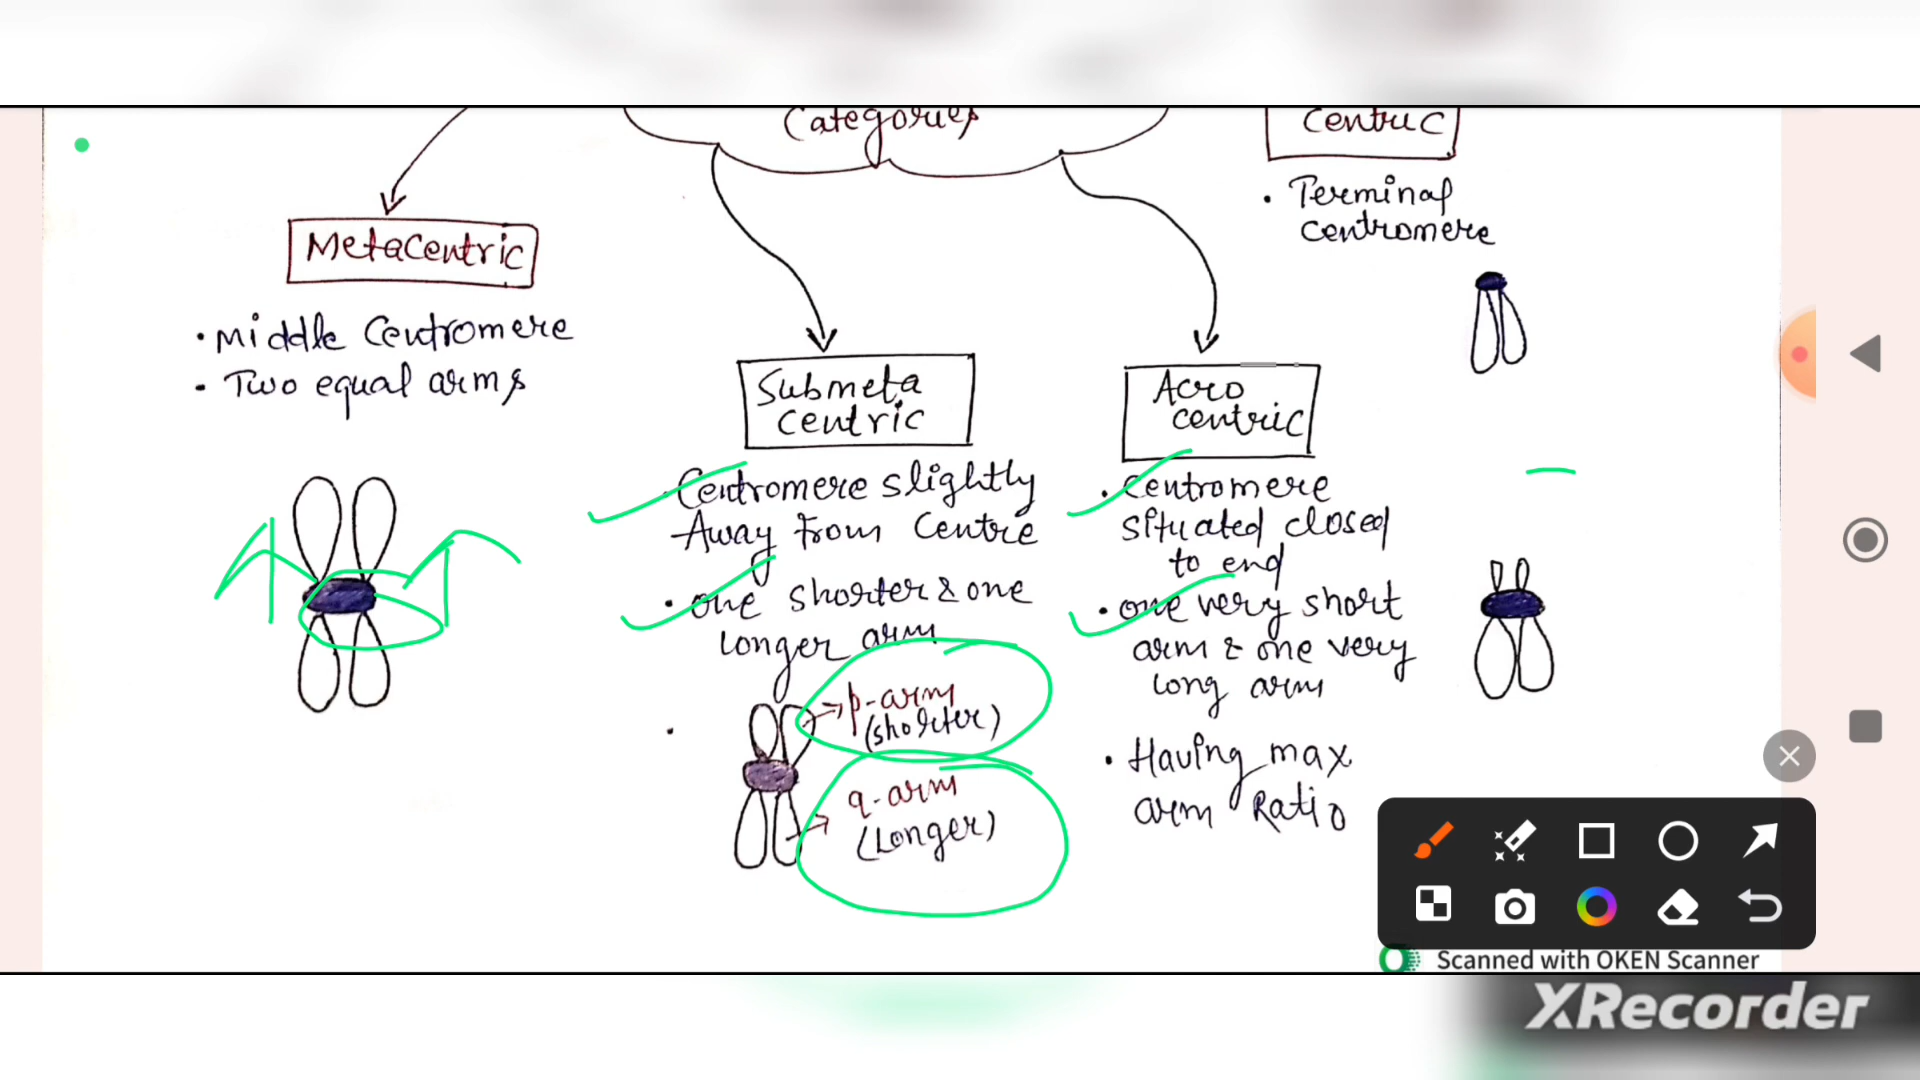 Categories
Centric
• Terminal
centromere
Metacentric
• Middle Centromere
• Two equal arms
Submeta
centric
Centromere slightly
Away from Centre
• one shorter & one
longer arm
p-arm
(shorter)
q-arm
(Longer)
Acro
centric
• Centromere
situated closed
to end
• one very short
arm & one very
long arm
• Having max
arm Ratio
Scanned with OKEN Scanner
XRecorder